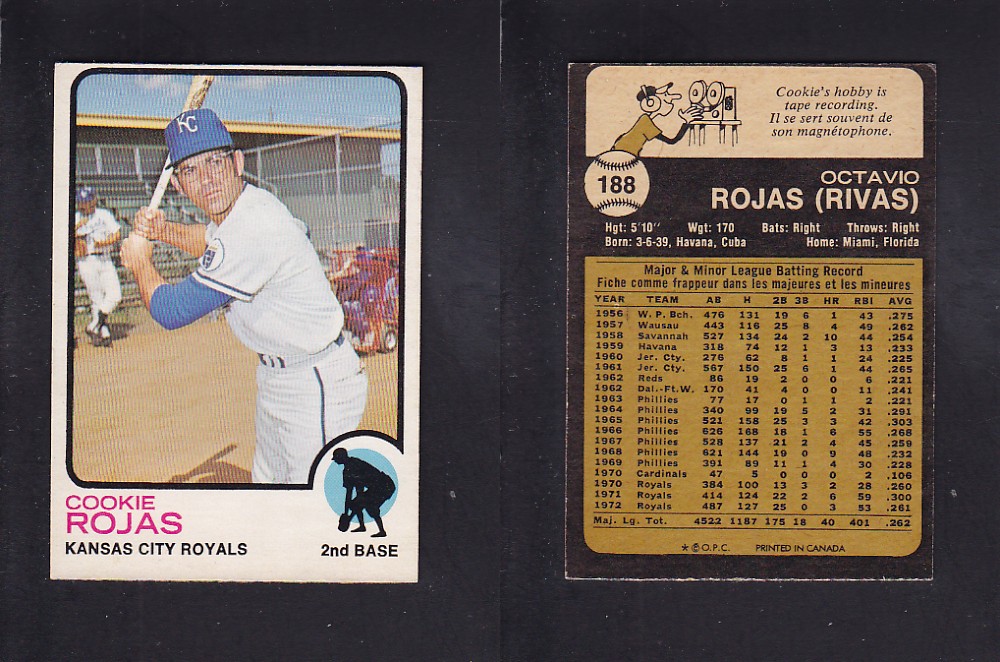 KC
COOKIE
ROJAS
KANSAS CITY ROYALS
2nd BASE
Cookie's hobby is
tape recording.
Il se sert souvent de
son magnétophone.
188
OCTAVIO
ROJAS (RIVAS)
Hgt: 5'10" Wgt: 170 Bats: Right Throws: Right
Born: 3-6-39, Havana, Cuba Home: Miami, Florida
Major & Minor League Batting Record
Fiche comme frappeur dans les majeures et les mineures
YEAR TEAM AB H 2B 3B HR RBI AVG
1956 W. P. Bch. 476 131 19 6 1 43 .275
1957 Wausau 443 116 25 8 4 49 .262
1958 Savannah 527 134 24 2 10 44 .254
1959 Havana 318 74 12 1 3 13 .233
1960 Jer. Cty. 276 62 8 1 1 24 .225
1961 Jer. Cty. 567 150 25 6 1 44 .265
1962 Reds 86 19 2 0 0 6 .221
1962 Dal.-Ft.W. 170 41 4 0 0 11 .241
1963 Phillies 77 17 0 1 1 2 .221
1964 Phillies 340 99 19 5 2 31 .291
1965 Phillies 521 158 25 3 3 42 .303
1966 Phillies 626 168 18 1 6 55 .268
1967 Phillies 528 137 21 2 4 45 .259
1968 Phillies 621 144 19 0 9 48 .232
1969 Phillies 391 89 11 1 4 30 .228
1970 Cardinals 47 5 0 0 0 2 .106
1970 Royals 384 100 13 3 2 28 .260
1971 Royals 414 124 22 2 6 59 .300
1972 Royals 487 127 25 0 3 53 .261
Maj. Lg. Tot. 4522 1187 175 18 40 401 .262
* © O.P.C. PRINTED IN CANADA